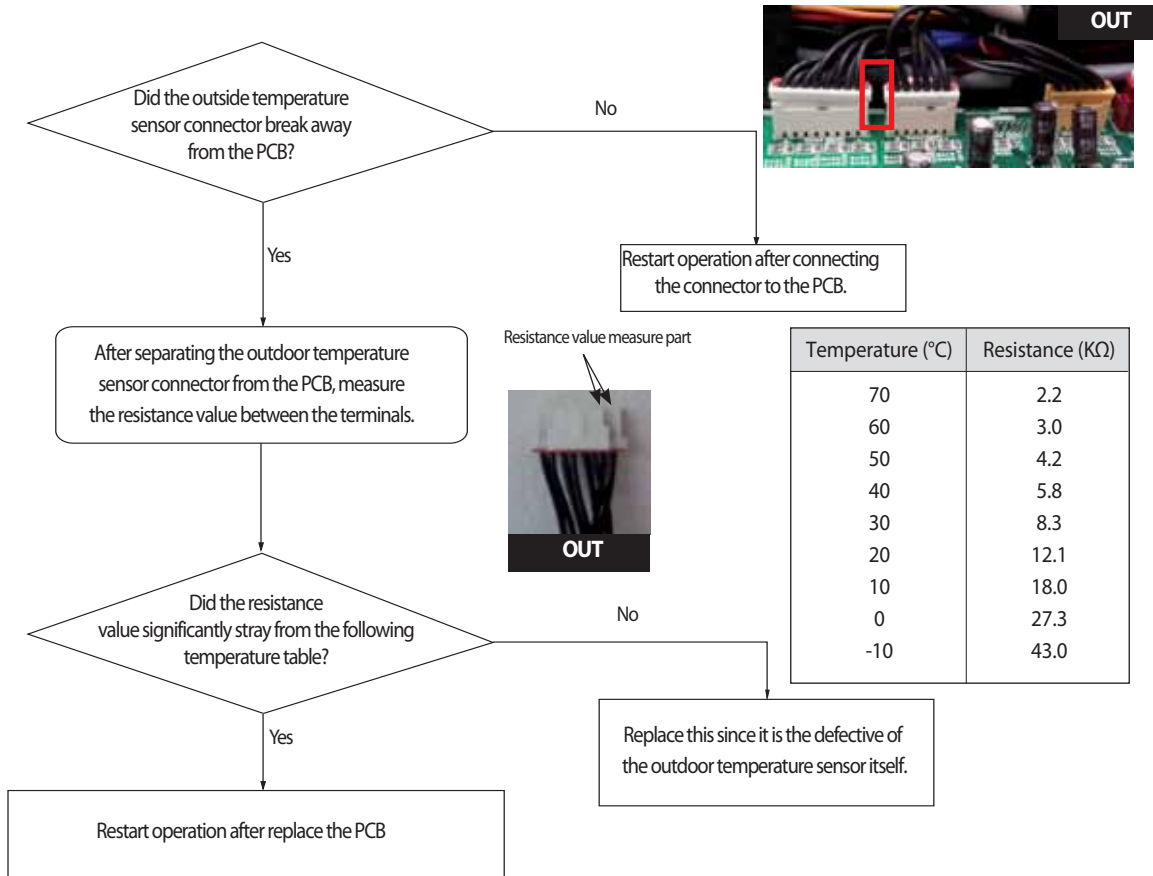 OUT
Did the outside temperature
sensor connector break away
from the PCB?
No
Yes
Restart operation after connecting
the connector to the PCB.
After separating the outdoor temperature
sensor connector from the PCB, measure
the resistance value between the terminals.
Resistance value measure part
OUT
Temperature (°C) Resistance (KΩ)
70 2.2
60 3.0
50 4.2
40 5.8
30 8.3
20 12.1
10 18.0
0 27.3
-10 43.0
Did the resistance
value significantly stray from the following
temperature table?
No
Yes
Replace this since it is the defective of
the outdoor temperature sensor itself.
Restart operation after replace the PCB